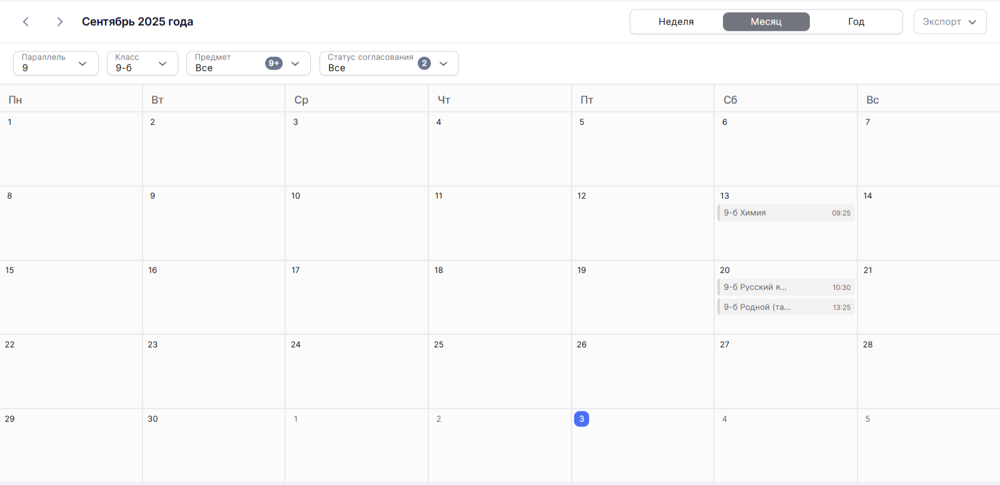 Сентябрь 2025 года
Неделя Месяц Год Экспорт
Параллель Класс Предмет Статус согласования
9 9-б Все 9+ Все 2
Пн Вт Ср Чт Пт Сб Вс
1 2 3 4 5 6 7
8 9 10 11 12 13 14
9-б Химия 09:25
15 16 17 18 19 20 21
9-б Русский я... 10:30
9-б Родной (та... 13:25
22 23 24 25 26 27 28
29 30 1 2 3 4 5